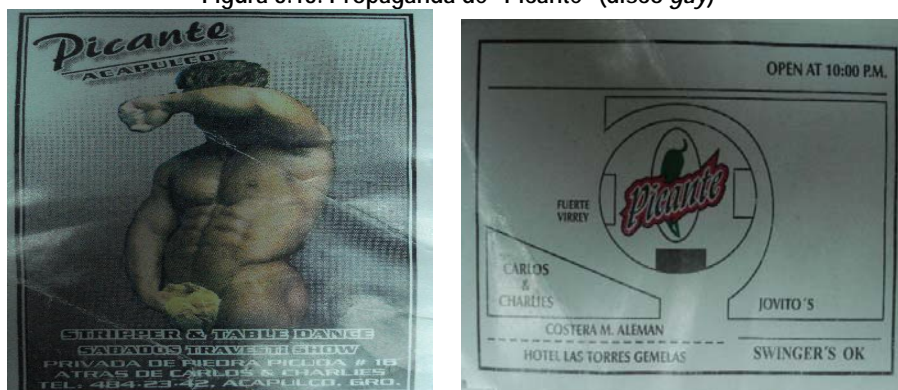 Figura 3.10. Propaganda de "Picante" (disco gay)
Picante
ACAPULCO
STRIPPER & TABLE DANCE
SABADOS TRAVESTI SHOW
PRIVADA DE PIEDRA PICUDA # 16
ATRAS DE CARLOS & CHARLIES
TEL. 484-23-42, ACAPULCO, GRO.
OPEN AT 10:00 P.M.
Picante
FUERTE
VIRREY
CARLOS
&
CHARLIES
JOVITO´S
COSTERA M. ALEMAN
HOTEL LAS TORRES GEMELAS
SWINGER'S OK